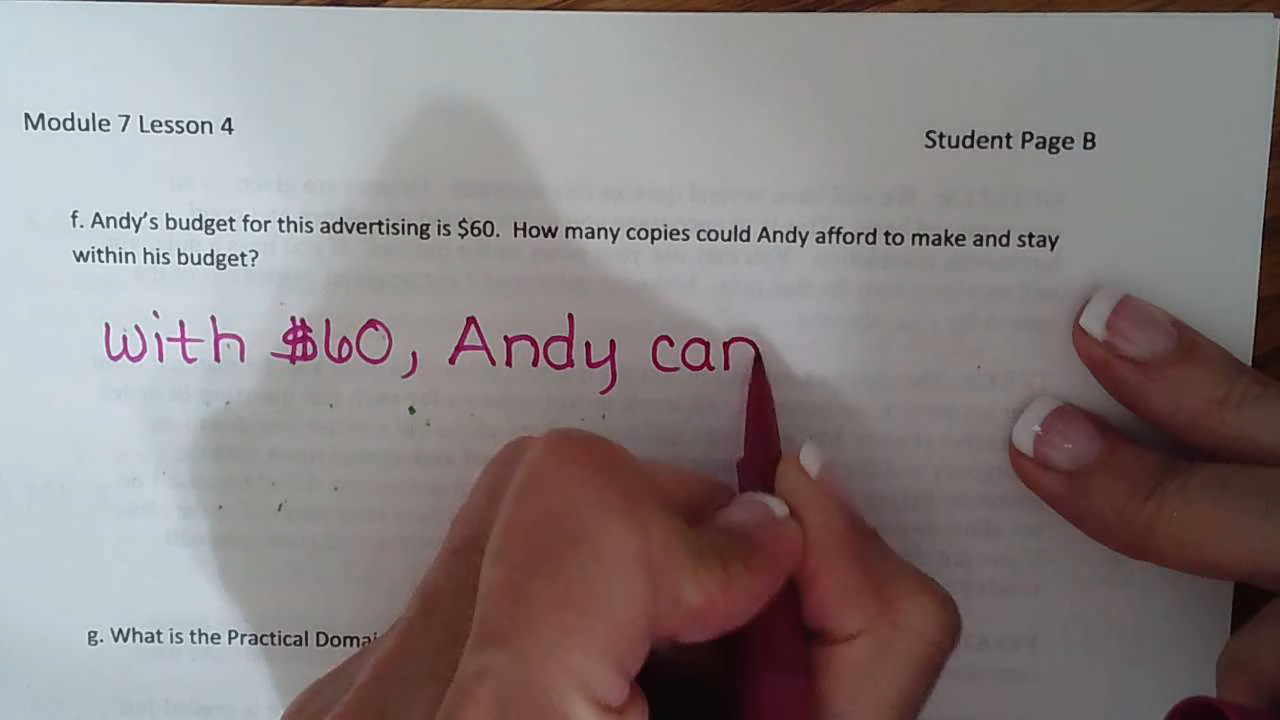 Module 7 Lesson 4
Student Page B
f. Andy's budget for this advertising is $60. How many copies could Andy afford to make and stay
within his budget?
with $60, Andy can
g. What is the Practical Domai